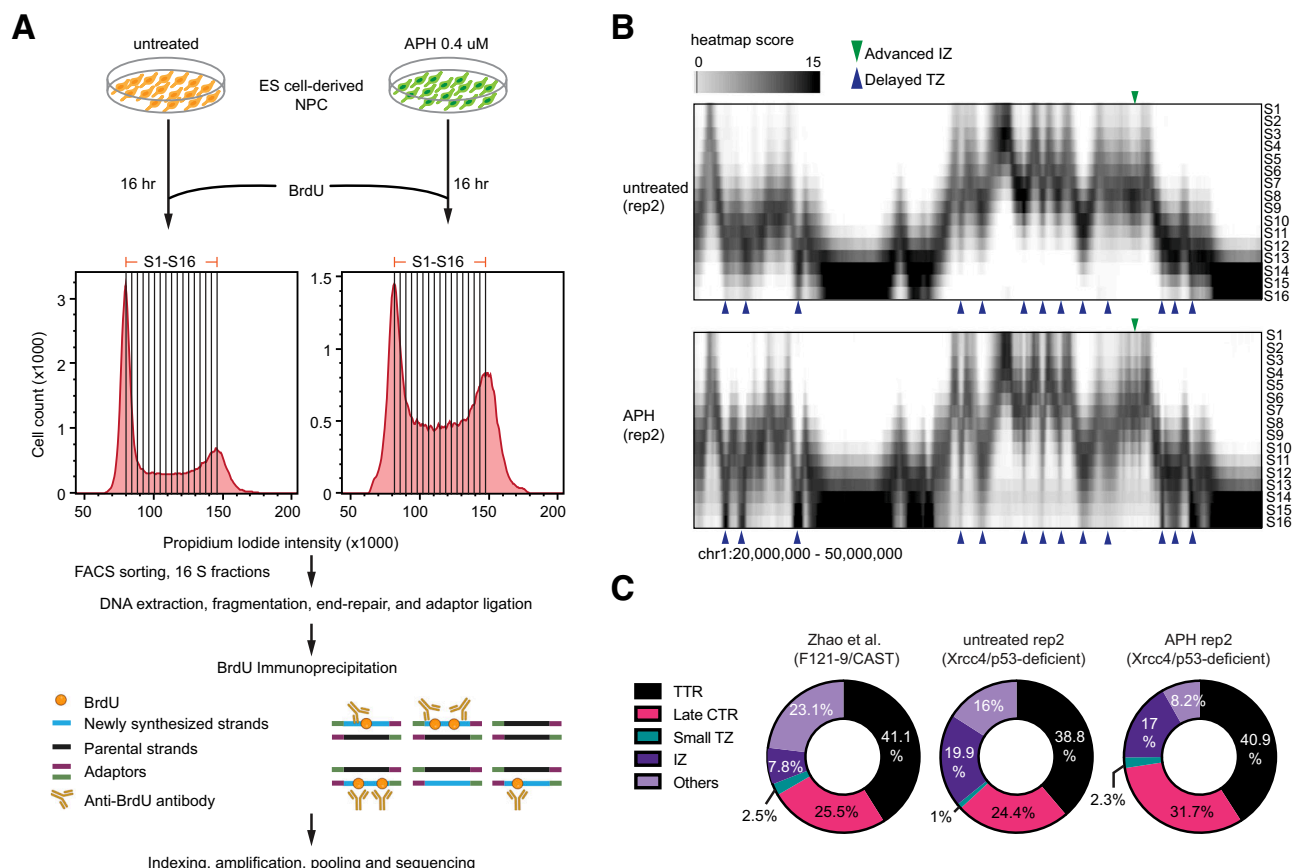 A
untreated
APH 0.4 uM
ES cell-derived
NPC
16 hr
BrdU
16 hr
S1-S16
S1-S16
Cell count (x1000)
3
2
1
0
1.5
1
0.5
0
50
100
150
200
50
100
150
200
Propidium Iodide intensity (x1000)
FACS sorting, 16 S fractions
DNA extraction, fragmentation, end-repair, and adaptor ligation
BrdU Immunoprecipitation
BrdU
Newly synthesized strands
Parental strands
Adaptors
Anti-BrdU antibody
Indexing, amplification, pooling and sequencing
B
heatmap score
0
15
Advanced IZ
Delayed TZ
untreated
(rep2)
S1
S2
S3
S4
S5
S6
S7
S8
S9
S10
S11
S12
S13
S14
S15
S16
APH
(rep2)
S1
S2
S3
S4
S5
S6
S7
S8
S9
S10
S11
S12
S13
S14
S15
S16
chr1:20,000,000 - 50,000,000
C
TTR
Late CTR
Small TZ
IZ
Others
Zhao et al.
(F121-9/CAST)
23.1%
41.1
%
7.8%
2.5%
25.5%
untreated rep2
(Xrcc4/p53-deficient)
16%
38.8
%
19.9
%
1%
24.4%
APH rep2
(Xrcc4/p53-deficient)
8.2%
17
%
40.9
%
2.3%
31.7%